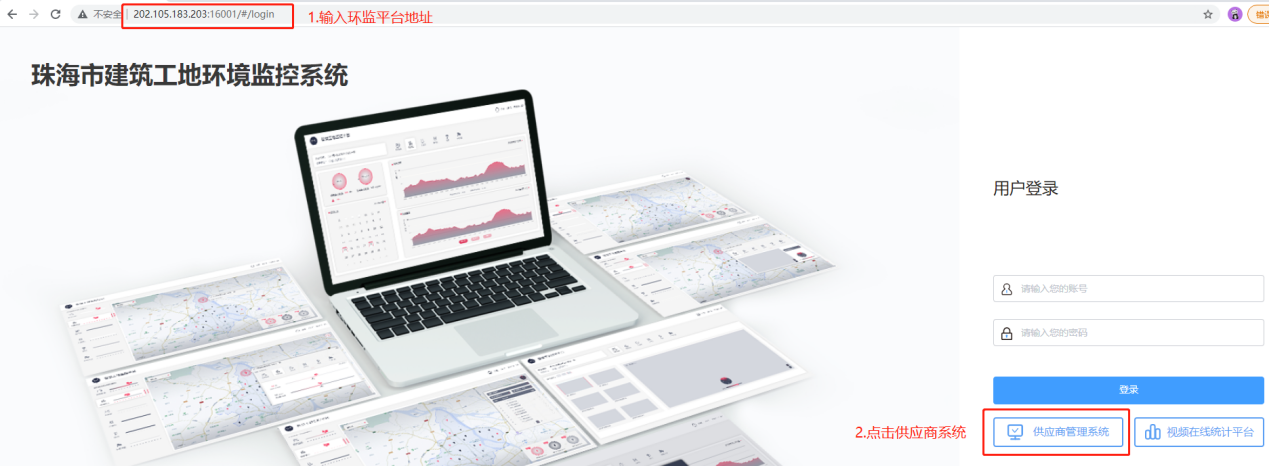 不安全 202.105.183.203:16001/#/login
1.输入环监平台地址
珠海市建筑工地环境监控系统
用户登录
请输入您的账号
请输入您的密码
登录
2.点击供应商系统
供应商管理系统
视频在线统计平台